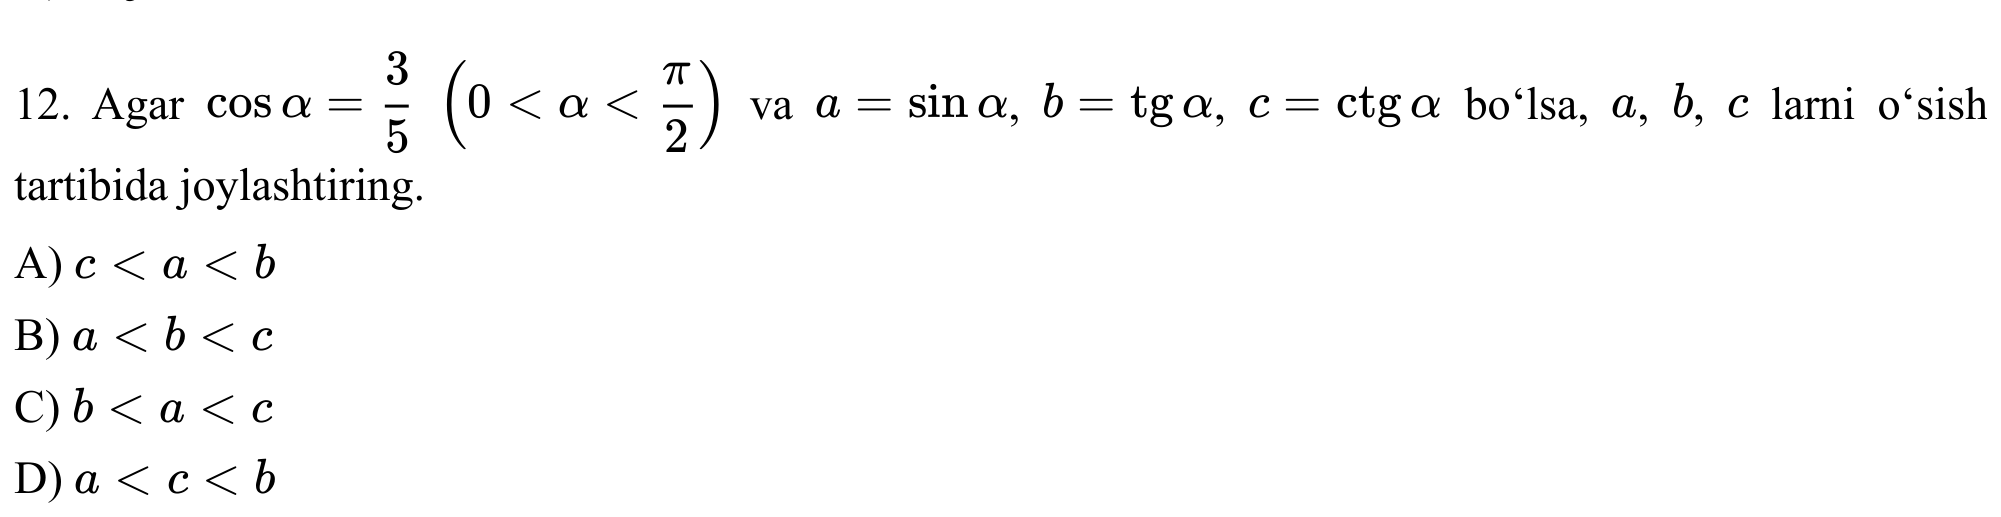 12. Agar cos α = 3/5 (0 < α < π/2) va a = sin α, b = tg α, c = ctg α bo‘lsa, a, b, c larni o‘sish
tartibida joylashtiring.
A) c < a < b
B) a < b < c
C) b < a < c
D) a < c < b